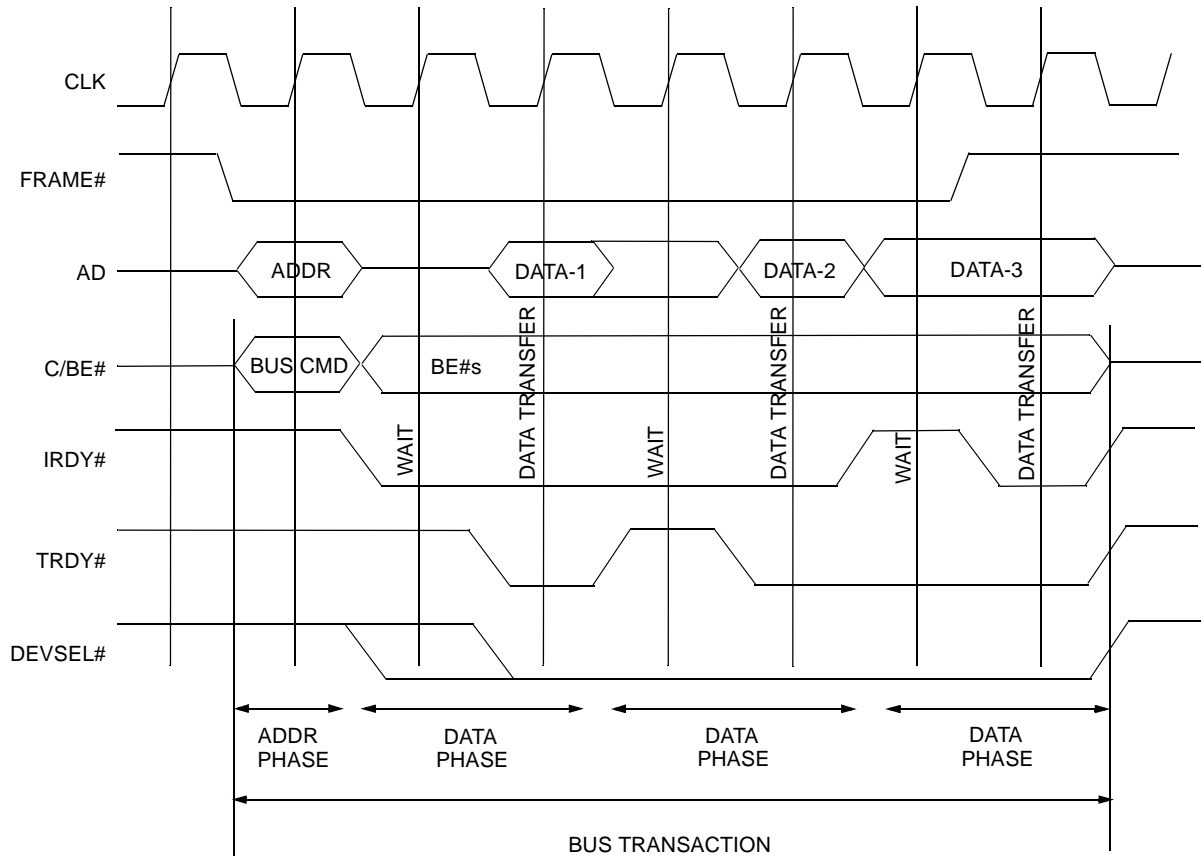 CLK
FRAME#
AD
ADDR
DATA-1
DATA-2
DATA-3
C/BE#
BUS CMD
BE#s
IRDY#
WAIT
DATA TRANSFER
WAIT
DATA TRANSFER
WAIT
DATA TRANSFER
TRDY#
DEVSEL#
ADDR
PHASE
DATA
PHASE
DATA
PHASE
DATA
PHASE
BUS TRANSACTION